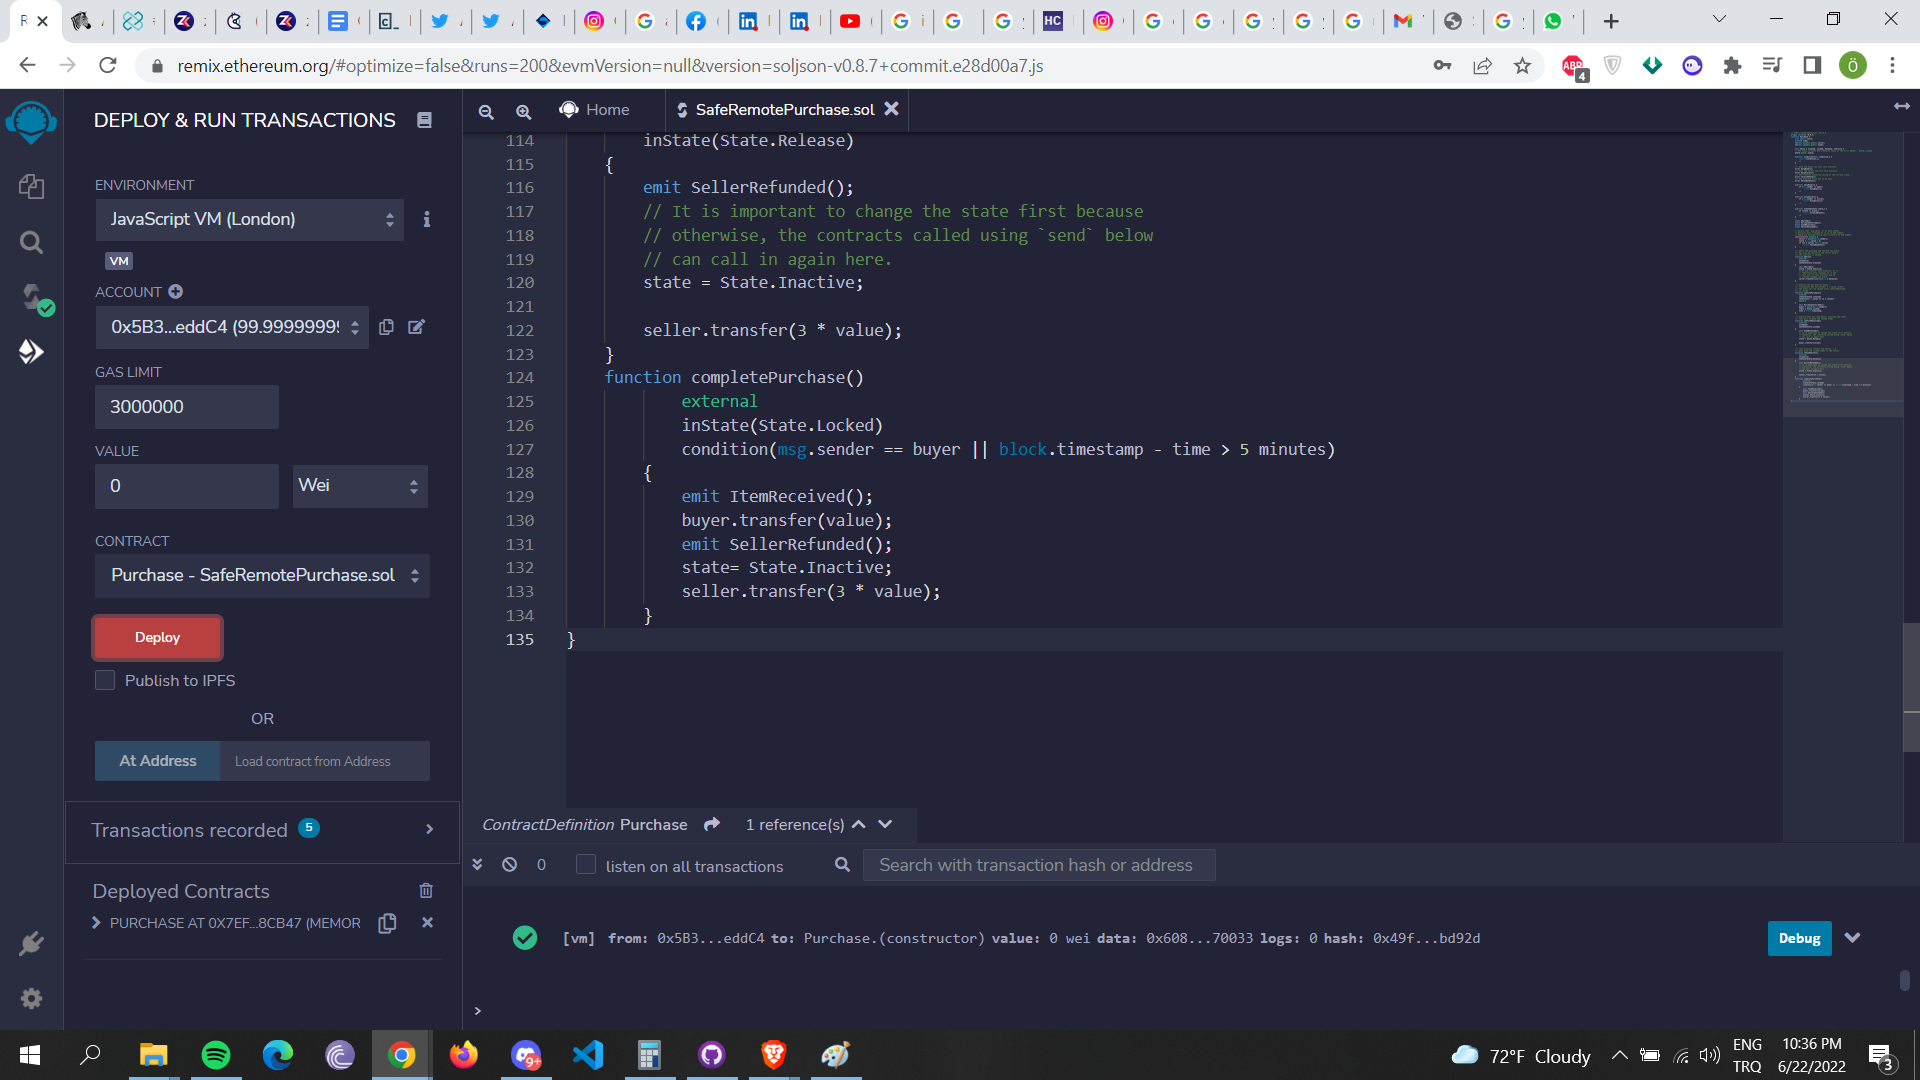 remix.ethereum.org/#optimize=false&runs=200&evmVersion=null&version=soljson-v0.8.7+commit.e28d00a7.js
ABP
4
Ö
DEPLOY & RUN TRANSACTIONS
ENVIRONMENT
JavaScript VM (London)
VM
ACCOUNT
0x5B3...eddC4 (99.9999999
GAS LIMIT
3000000
VALUE
0
Wei
CONTRACT
Purchase - SafeRemotePurchase.sol
Deploy
Publish to IPFS
OR
At Address
Load contract from Address
Transactions recorded 5
Deployed Contracts
PURCHASE AT 0X7EF...8CB47 (MEMOR
Home
SafeRemotePurchase.sol
114 inState(State.Release)
115 {
116 emit SellerRefunded();
117 // It is important to change the state first because
118 // otherwise, the contracts called using `send` below
119 // can call in again here.
120 state = State.Inactive;
121
122 seller.transfer(3 * value);
123 }
124 function completePurchase()
125 external
126 inState(State.Locked)
127 condition(msg.sender == buyer || block.timestamp - time > 5 minutes)
128 {
129 emit ItemReceived();
130 buyer.transfer(value);
131 emit SellerRefunded();
132 state= State.Inactive;
133 seller.transfer(3 * value);
134 }
135 }
ContractDefinition Purchase 1 reference(s)
0 listen on all transactions
Search with transaction hash or address
[vm] from: 0x5B3...eddC4 to: Purchase.(constructor) value: 0 wei data: 0x608...70033 logs: 0 hash: 0x49f...bd92d
Debug
>
9+
72°F Cloudy
ENG
TRQ
10:36 PM
6/22/2022
3